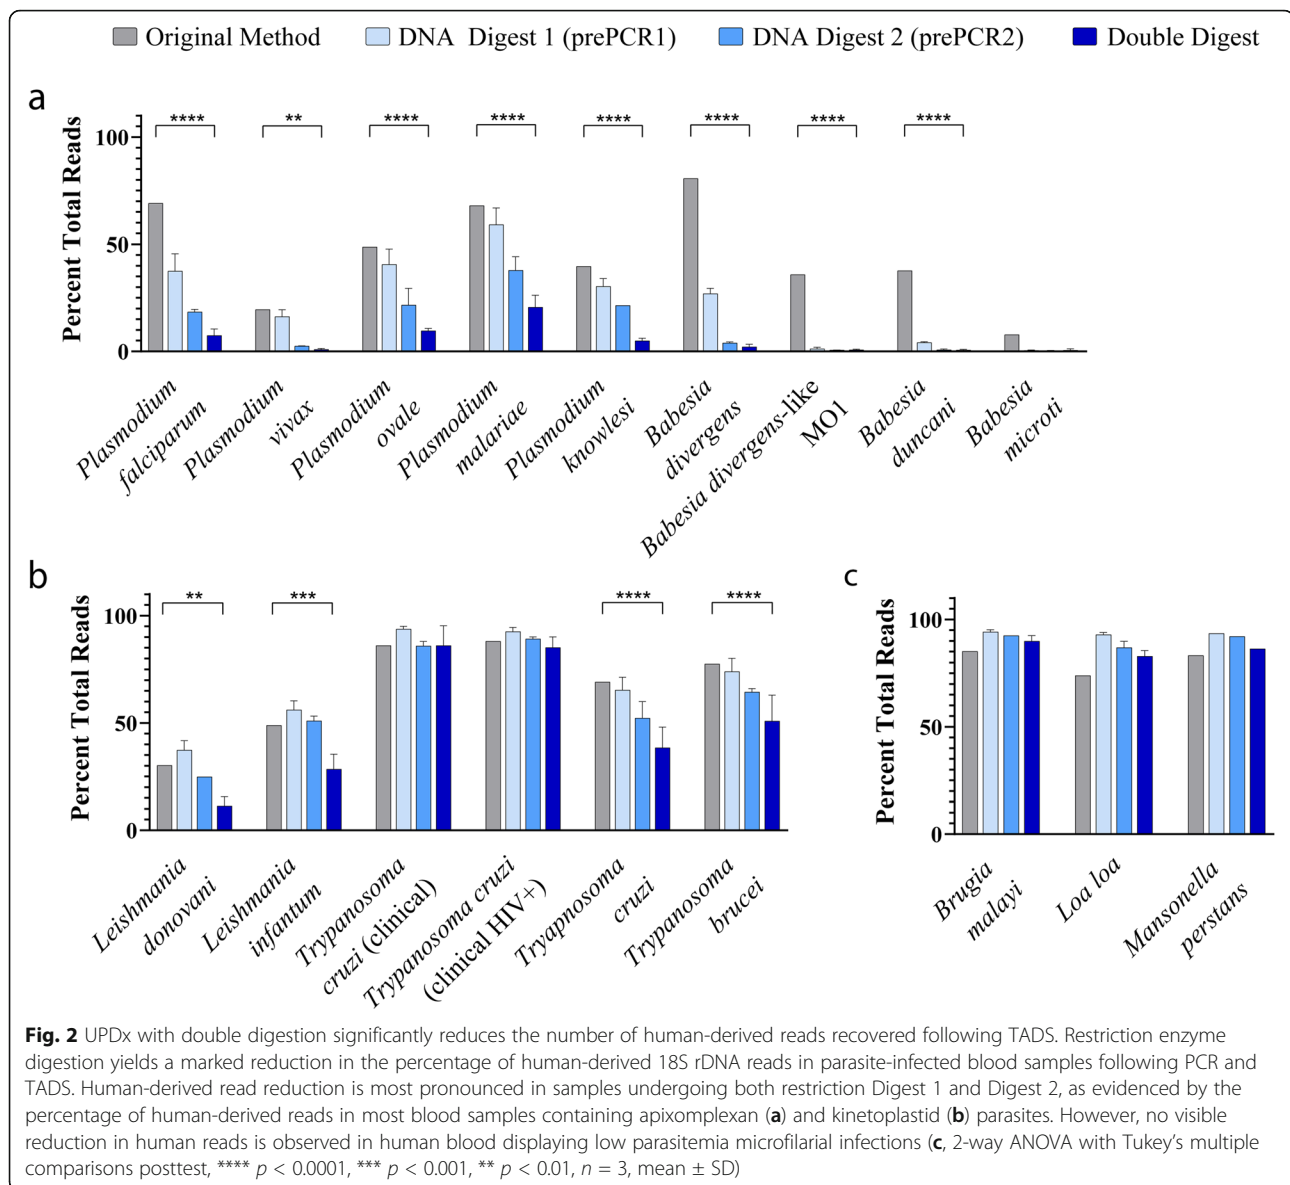 Original Method DNA Digest 1 (prePCR1) DNA Digest 2 (prePCR2) Double Digest
a
Percent Total Reads
100
50
0
**** ** **** **** **** **** **** ****
Plasmodium
falciparum
Plasmodium
vivax
Plasmodium
ovale
Plasmodium
malariae
Plasmodium
knowlesi
Babesia
divergens
Babesia divergens-like
MO1
Babesia
duncani
Babesia
microti
b
Percent Total Reads
100
50
0
** *** **** ****
Leishmania
donovani
Leishmania
infantum
Trypanosoma
cruzi (clinical)
Trypanosoma cruzi
(clinical HIV+)
Tryapnosoma
cruzi
Trypanosoma
brucei
c
Percent Total Reads
100
50
0
Brugia
malayi
Loa loa
Mansonella
perstans
Fig. 2 UPDx with double digestion significantly reduces the number of human-derived reads recovered following TADS. Restriction enzyme
digestion yields a marked reduction in the percentage of human-derived 18S rDNA reads in parasite-infected blood samples following PCR and
TADS. Human-derived read reduction is most pronounced in samples undergoing both restriction Digest 1 and Digest 2, as evidenced by the
percentage of human-derived reads in most blood samples containing apixomplexan (a) and kinetoplastid (b) parasites. However, no visible
reduction in human reads is observed in human blood displaying low parasitemia microfilarial infections (c, 2-way ANOVA with Tukey's multiple
comparisons posttest, **** p < 0.0001, *** p < 0.001, ** p < 0.01, n = 3, mean ± SD)